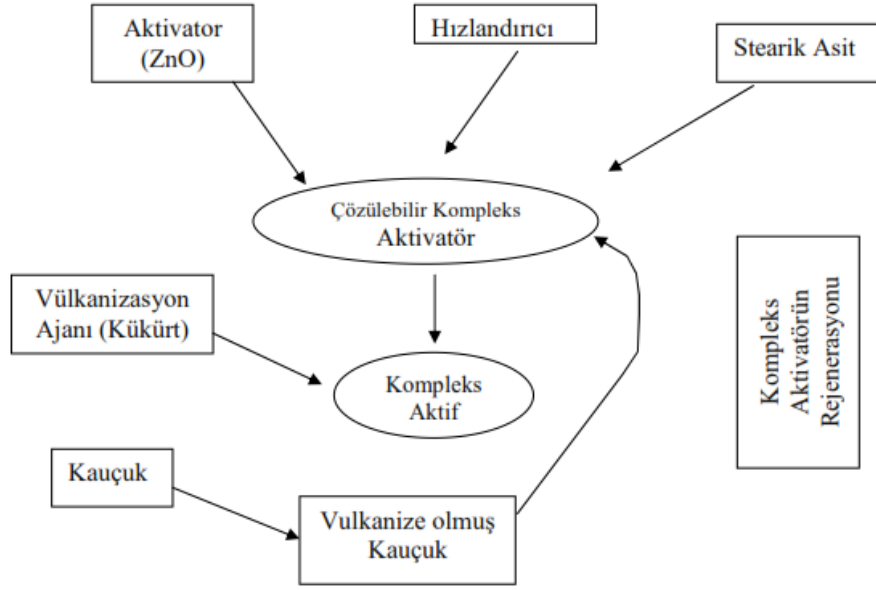 Aktivator
(ZnO)
Hızlandırıcı
Stearik Asit
Çözülebilir Kompleks
Aktivatör
Vülkanizasyon
Ajanı (Kükürt)
Kompleks
Aktif
Kompleks
Aktivatörün
Rejenerasyonu
Kauçuk
Vulkanize olmuş
Kauçuk